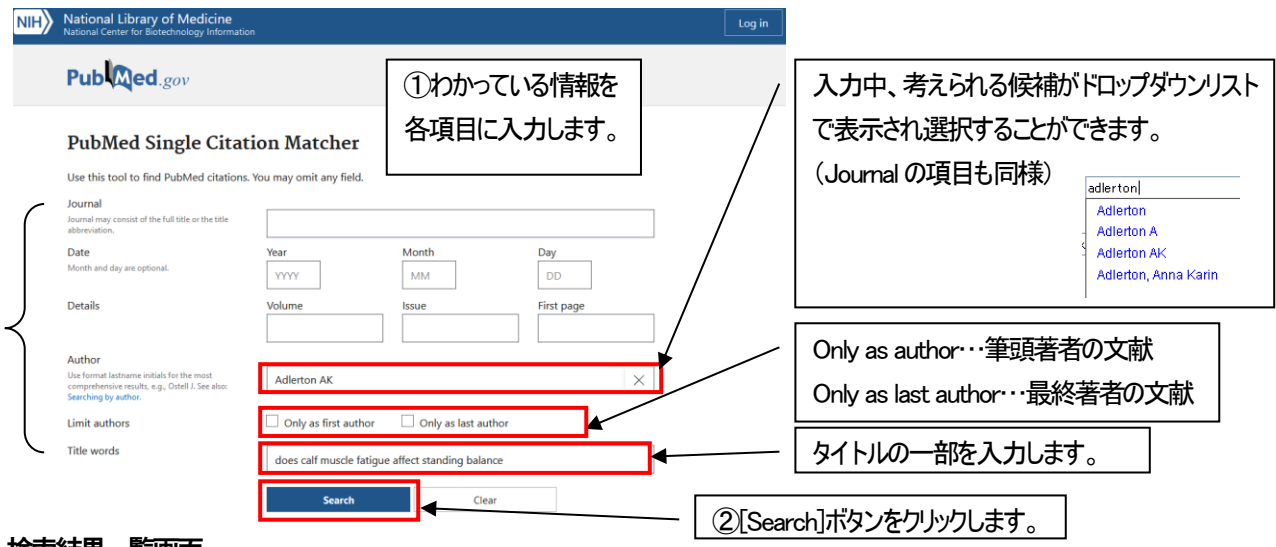 NIH National Library of Medicine
National Center for Biotechnology Information
Log in
PubMed.gov
①わかっている情報を
各項目に入力します。
入力中、考えられる候補がドロップダウンリスト
で表示され選択することができます。
(Journal の項目も同様)
adlerton
Adlerton
Adlerton A
Adlerton AK
Adlerton, Anna Karin
PubMed Single Citation Matcher
Use this tool to find PubMed citations. You may omit any field.
Journal
Journal may consist of the full title or the title
abbreviation.
Date
Month and day are optional.
Year Month Day
YYYY MM DD
Details
Volume Issue First page
Author
Use format lastname initials for the most
comprehensive results, e.g., Ostell J. See also:
Searching by author.
Adlerton AK
Only as author…筆頭著者の文献
Only as last author…最終著者の文献
Limit authors
Only as first author Only as last author
Title words
does calf muscle fatigue affect standing balance
タイトルの一部を入力します。
Search Clear
②[Search]ボタンをクリックします。
検索結果一覧画面